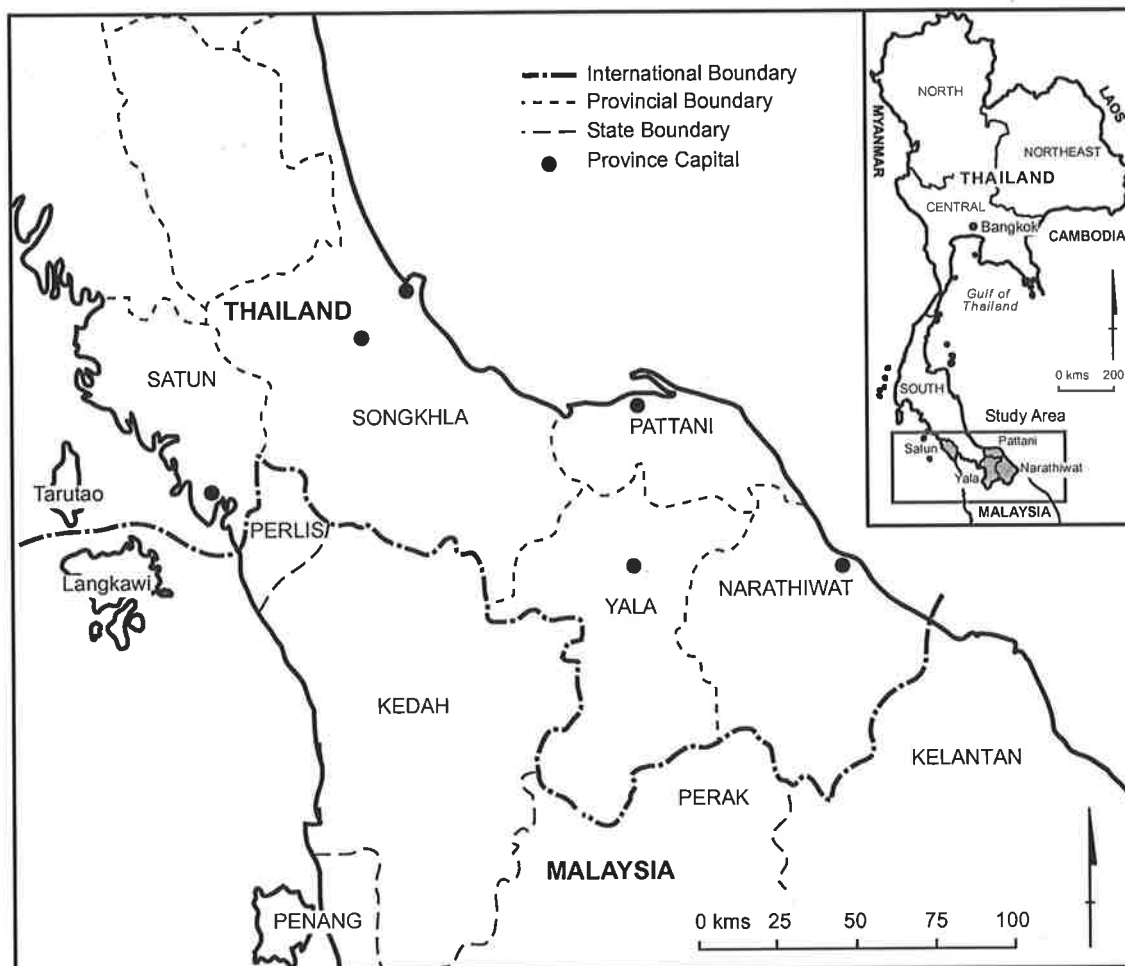 International Boundary
Provincial Boundary
State Boundary
Province Capital
THAILAND
SATUN
SONGKHLA
PATTANI
Tarutao
PERLIS
Langkawi
YALA
NARATHIWAT
KEDAH
KELANTAN
PERAK
MALAYSIA
PENANG
0 kms 25 50 75 100
NORTH
MYANMAR
LAOS
NORTHEAST
THAILAND
CENTRAL
Bangkok
CAMBODIA
Gulf of
Thailand
0 kms 200
SOUTH
Study Area
Satun
Pattani
Yala
Narathiwat
MALAYSIA